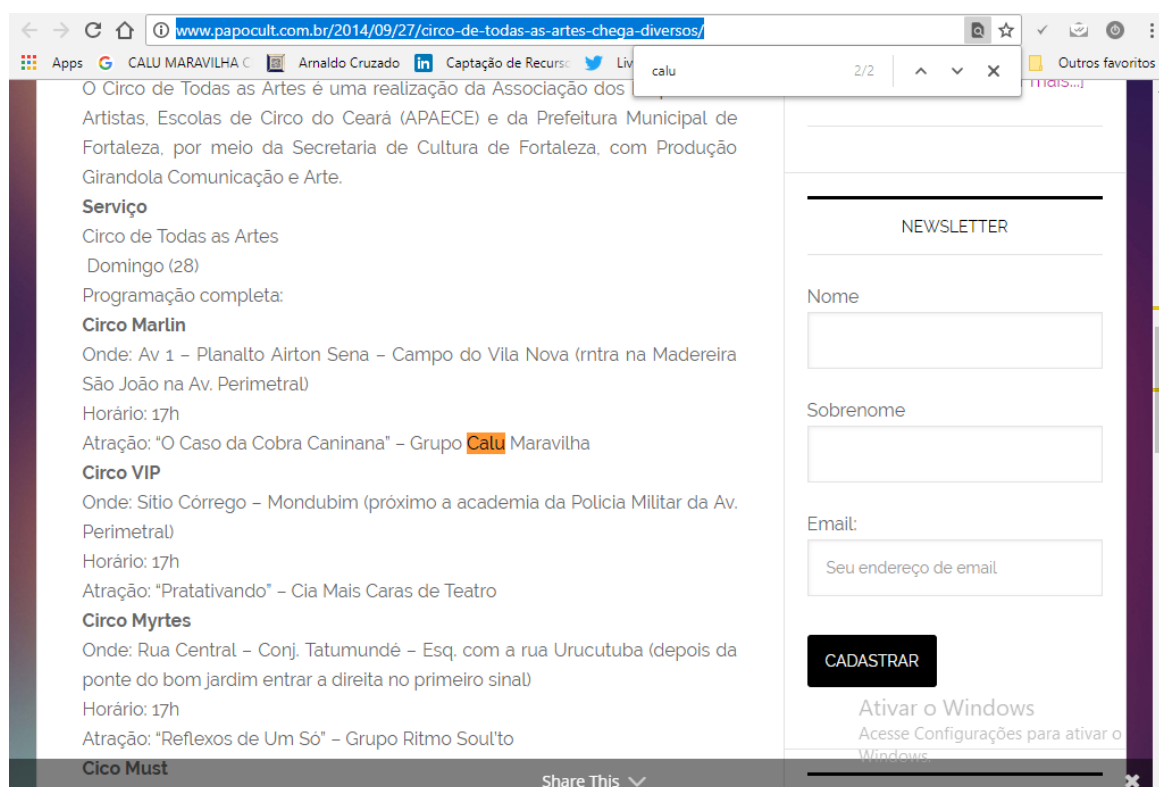 www.papocult.com.br/2014/09/27/circo-de-todas-as-artes-chega-diversos/
Apps CALU MARAVILHA C Arnaldo Cruzado Captação de Recurso Liv Outros favoritos
calu 2/2
O Circo de Todas as Artes é uma realização da Associação dos
Artistas, Escolas de Circo do Ceará (APAECE) e da Prefeitura Municipal de
Fortaleza, por meio da Secretaria de Cultura de Fortaleza, com Produção
Girandola Comunicação e Arte.
Serviço
Circo de Todas as Artes
Domingo (28)
Programação completa:
Circo Marlin
Onde: Av 1 – Planalto Airton Sena – Campo do Vila Nova (rntra na Madereira
São João na Av. Perimetral)
Horário: 17h
Atração: “O Caso da Cobra Caninana” – Grupo Calu Maravilha
Circo VIP
Onde: Sítio Córrego – Mondubim (próximo a academia da Policia Militar da Av.
Perimetral)
Horário: 17h
Atração: “Pratativando” – Cia Mais Caras de Teatro
Circo Myrtes
Onde: Rua Central – Conj. Tatumundé – Esq. com a rua Urucutuba (depois da
ponte do bom jardim entrar a direita no primeiro sinal)
Horário: 17h
Atração: “Reflexos de Um Só” – Grupo Ritmo Soul'to
Cico Must
mais...]
NEWSLETTER
Nome
Sobrenome
Email:
Seu endereço de email
CADASTRAR
Ativar o Windows
Acesse Configurações para ativar o
Windows.
Share This